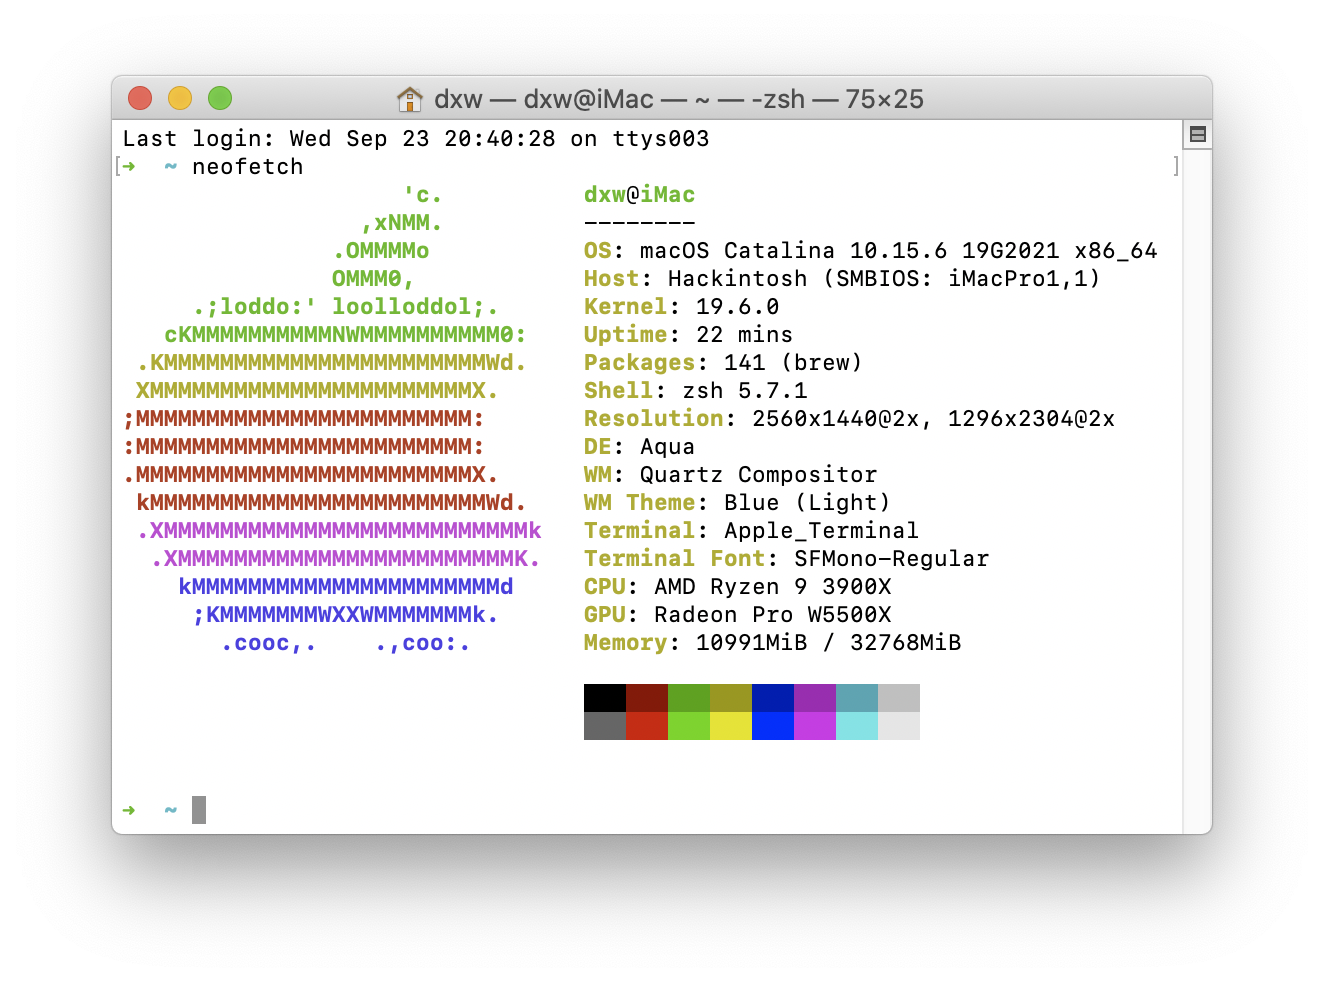 dxw — dxw@iMac — ~ — -zsh — 75×25
Last login: Wed Sep 23 20:40:28 on ttys003
[➜  ~ neofetch ]
                    'c.          dxw@iMac
                 ,xNMM.          --------
               .OMMMMo           OS: macOS Catalina 10.15.6 19G2021 x86_64
               OMMM0,            Host: Hackintosh (SMBIOS: iMacPro1,1)
     .;loddo:' loolloddol;.      Kernel: 19.6.0
   cKMMMMMMMMMMNWMMMMMMMMMM0:    Uptime: 22 mins
 .KMMMMMMMMMMMMMMMMMMMMMMMWd.    Packages: 141 (brew)
 XMMMMMMMMMMMMMMMMMMMMMMMX.      Shell: zsh 5.7.1
;MMMMMMMMMMMMMMMMMMMMMMMM:       Resolution: 2560x1440@2x, 1296x2304@2x
:MMMMMMMMMMMMMMMMMMMMMMMM:       DE: Aqua
.MMMMMMMMMMMMMMMMMMMMMMMMX.      WM: Quartz Compositor
 kMMMMMMMMMMMMMMMMMMMMMMMMWd.    WM Theme: Blue (Light)
 .XMMMMMMMMMMMMMMMMMMMMMMMMMMk   Terminal: Apple_Terminal
  .XMMMMMMMMMMMMMMMMMMMMMMMMK.   Terminal Font: SFMono-Regular
    kMMMMMMMMMMMMMMMMMMMMMMd     CPU: AMD Ryzen 9 3900X
     ;KMMMMMMMWXXWMMMMMMMk.      GPU: Radeon Pro W5500X
       .cooc,.    .,coo:.        Memory: 10991MiB / 32768MiB
➜  ~